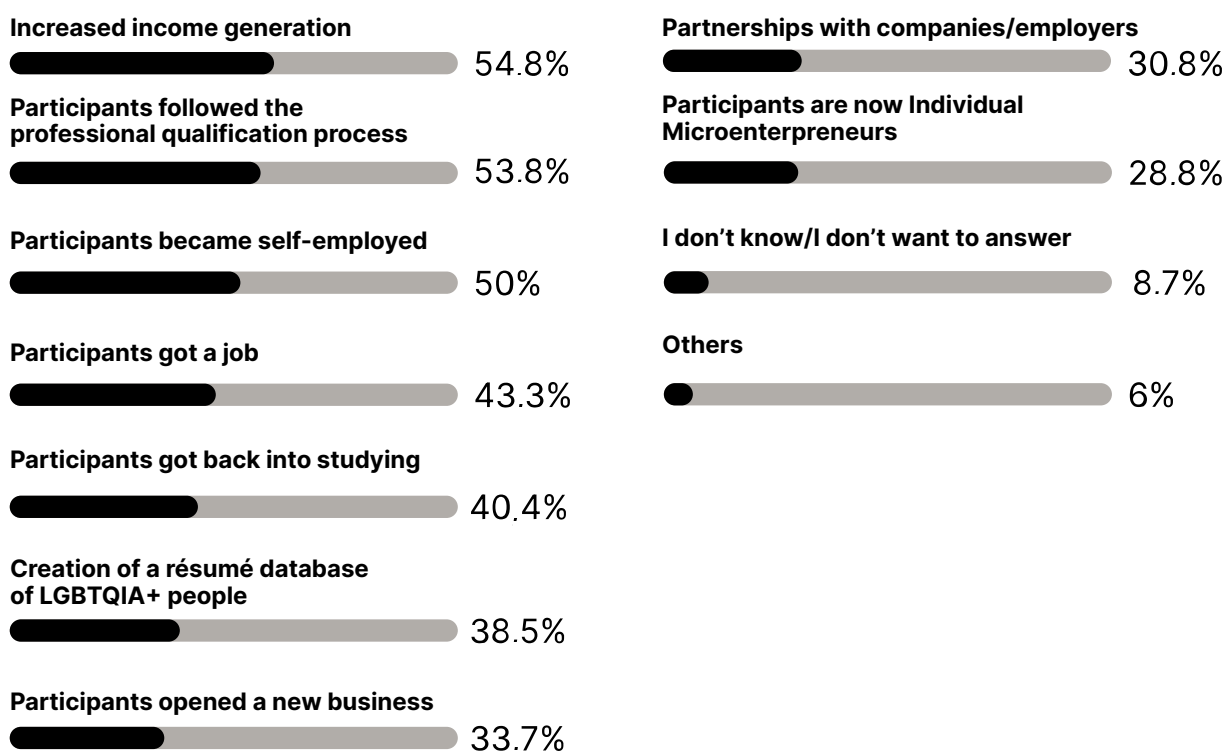 Increased income generation
54.8%
Participants followed the
professional qualification process
53.8%
Participants became self-employed
50%
Participants got a job
43.3%
Participants got back into studying
40.4%
Creation of a résumé database
of LGBTQIA+ people
38.5%
Participants opened a new business
33.7%
Partnerships with companies/employers
30.8%
Participants are now Individual
Microenterpreneurs
28.8%
I don’t know/I don’t want to answer
8.7%
Others
6%